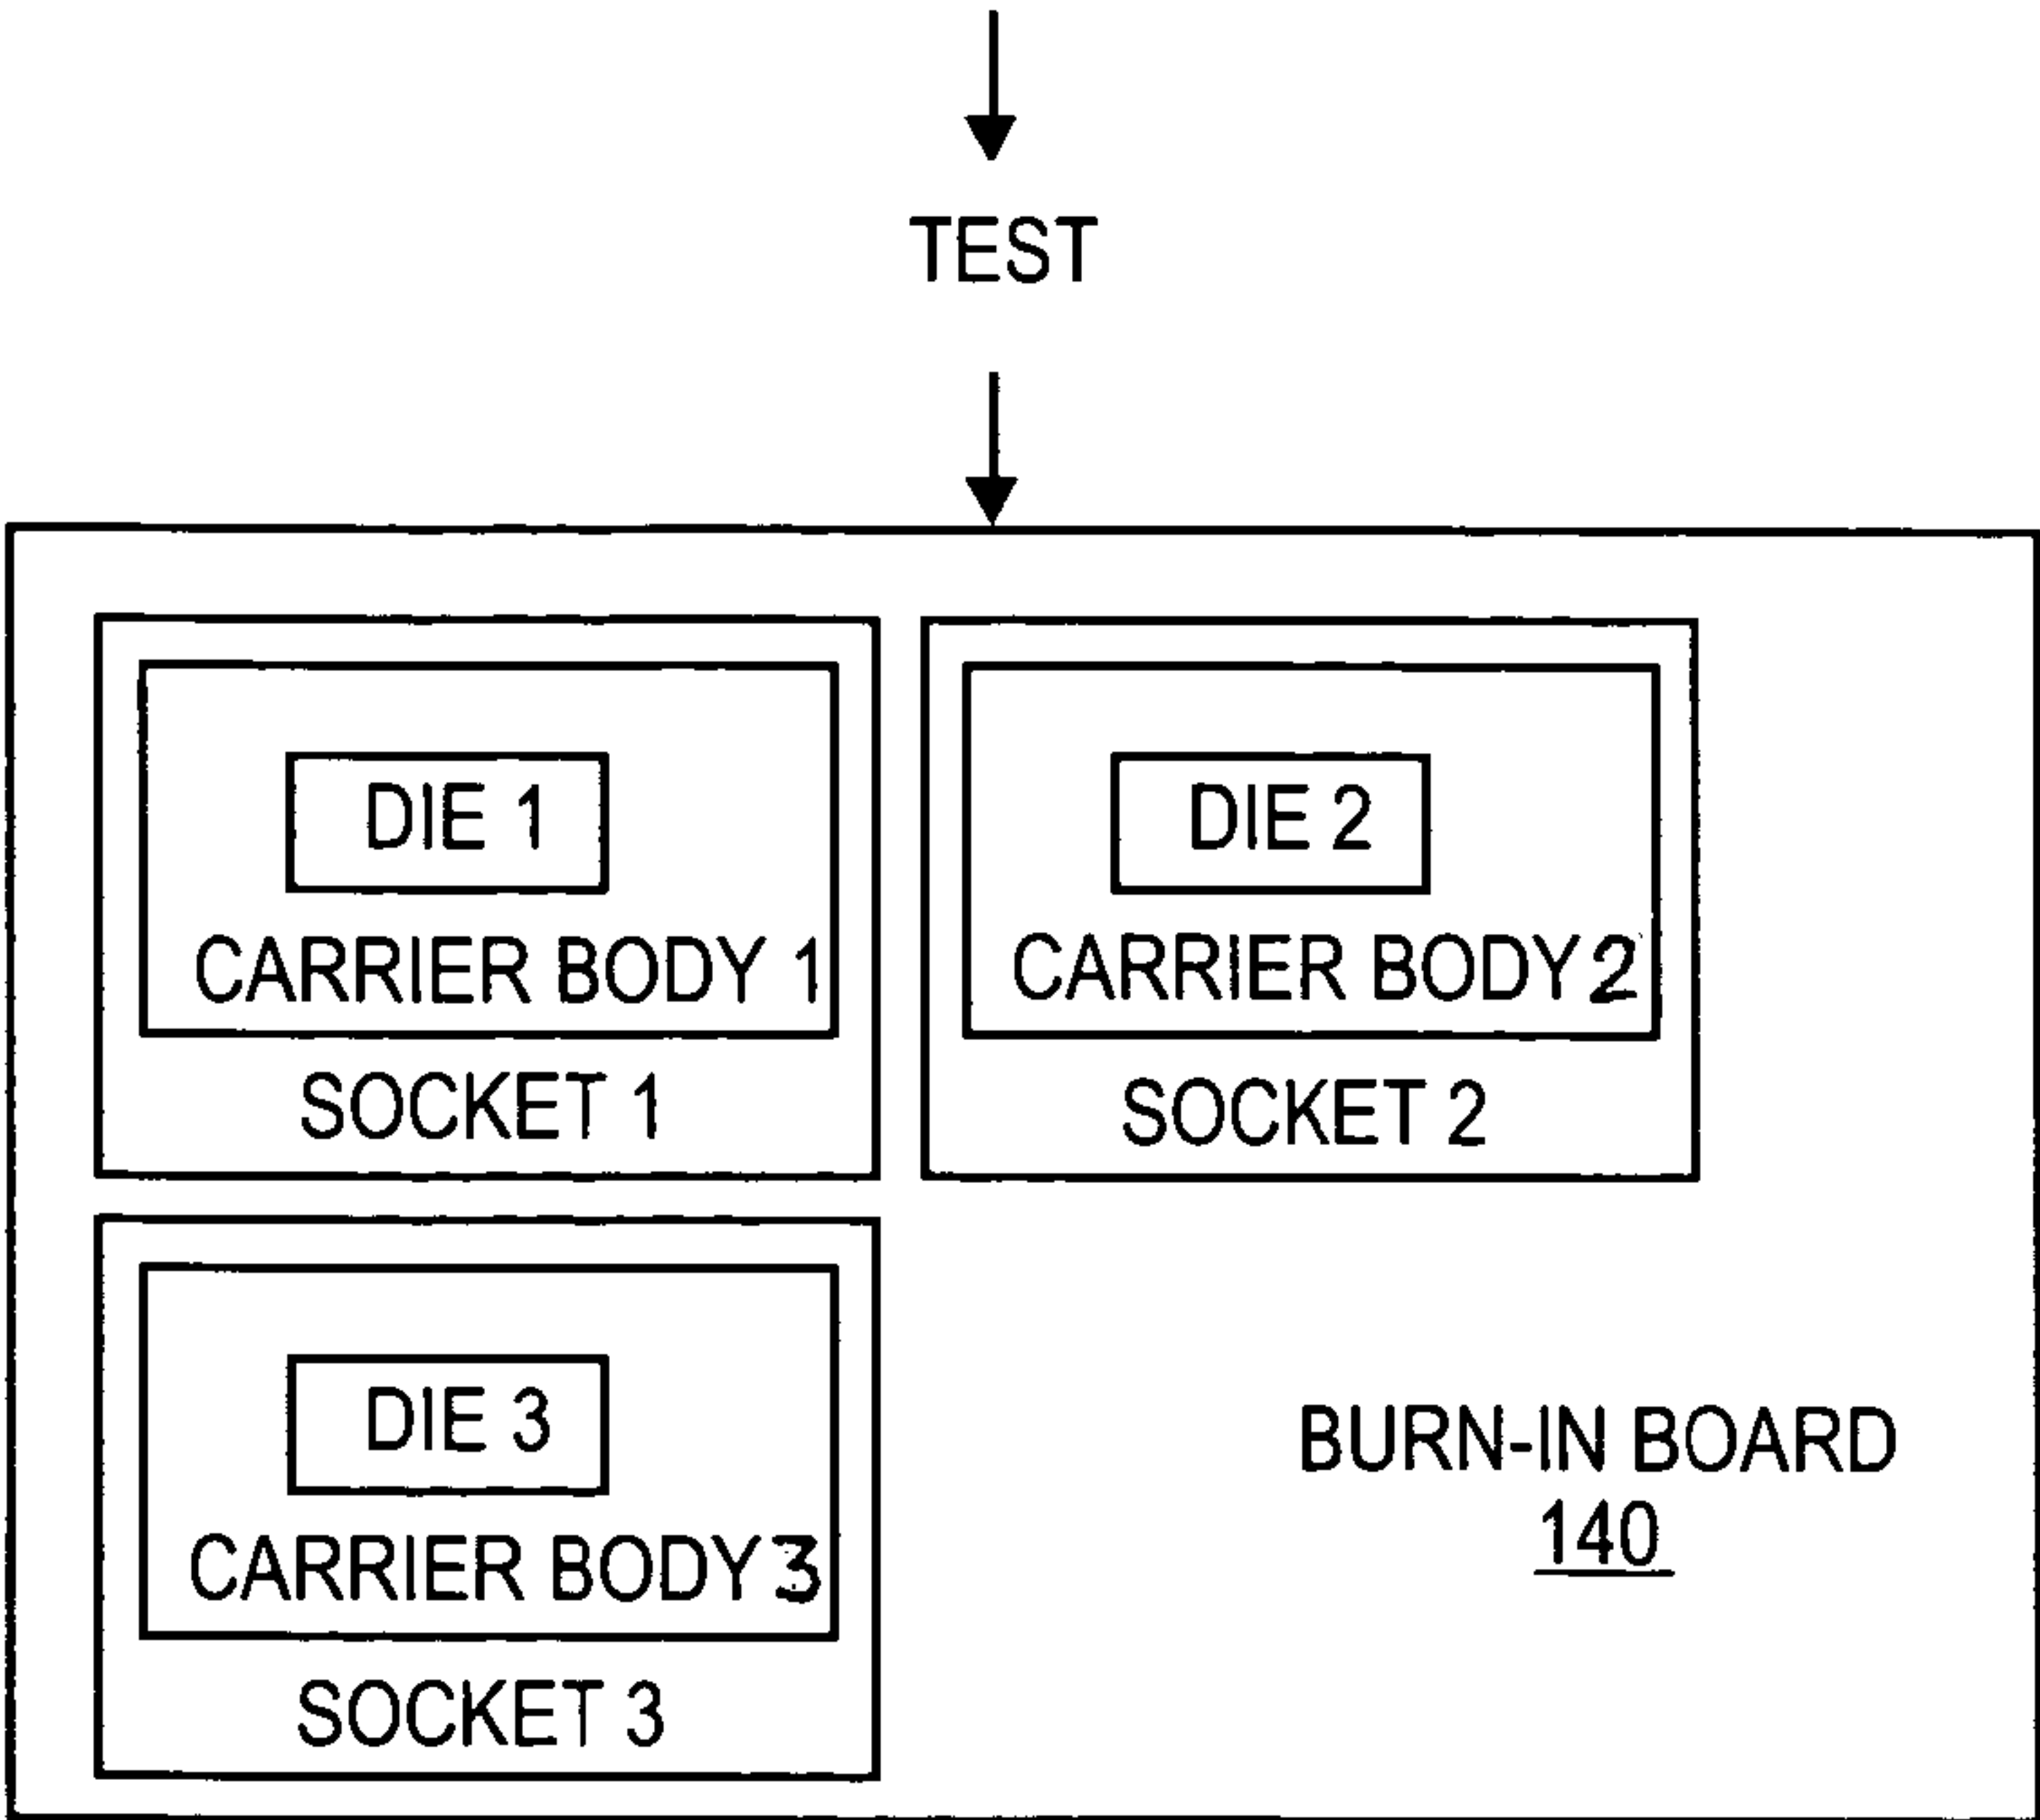 TEST
DIE 1
CARRIER BODY 1
SOCKET 1
DIE 2
CARRIER BODY 2
SOCKET 2
DIE 3
CARRIER BODY 3
SOCKET 3
BURN-IN BOARD
140